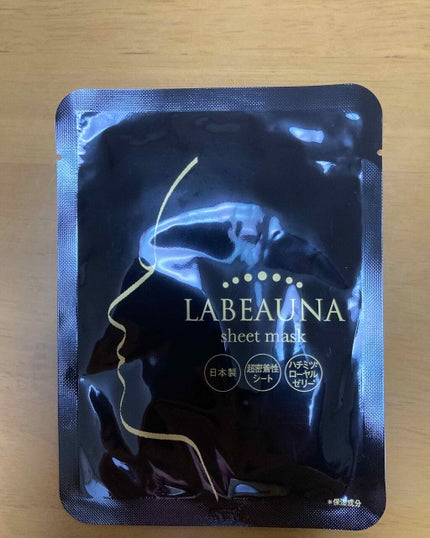 LABEAUNA
sheet mask
日本製
超密着性
シート
ハチミツ・
ローヤル
ゼリー*
*保湿成分